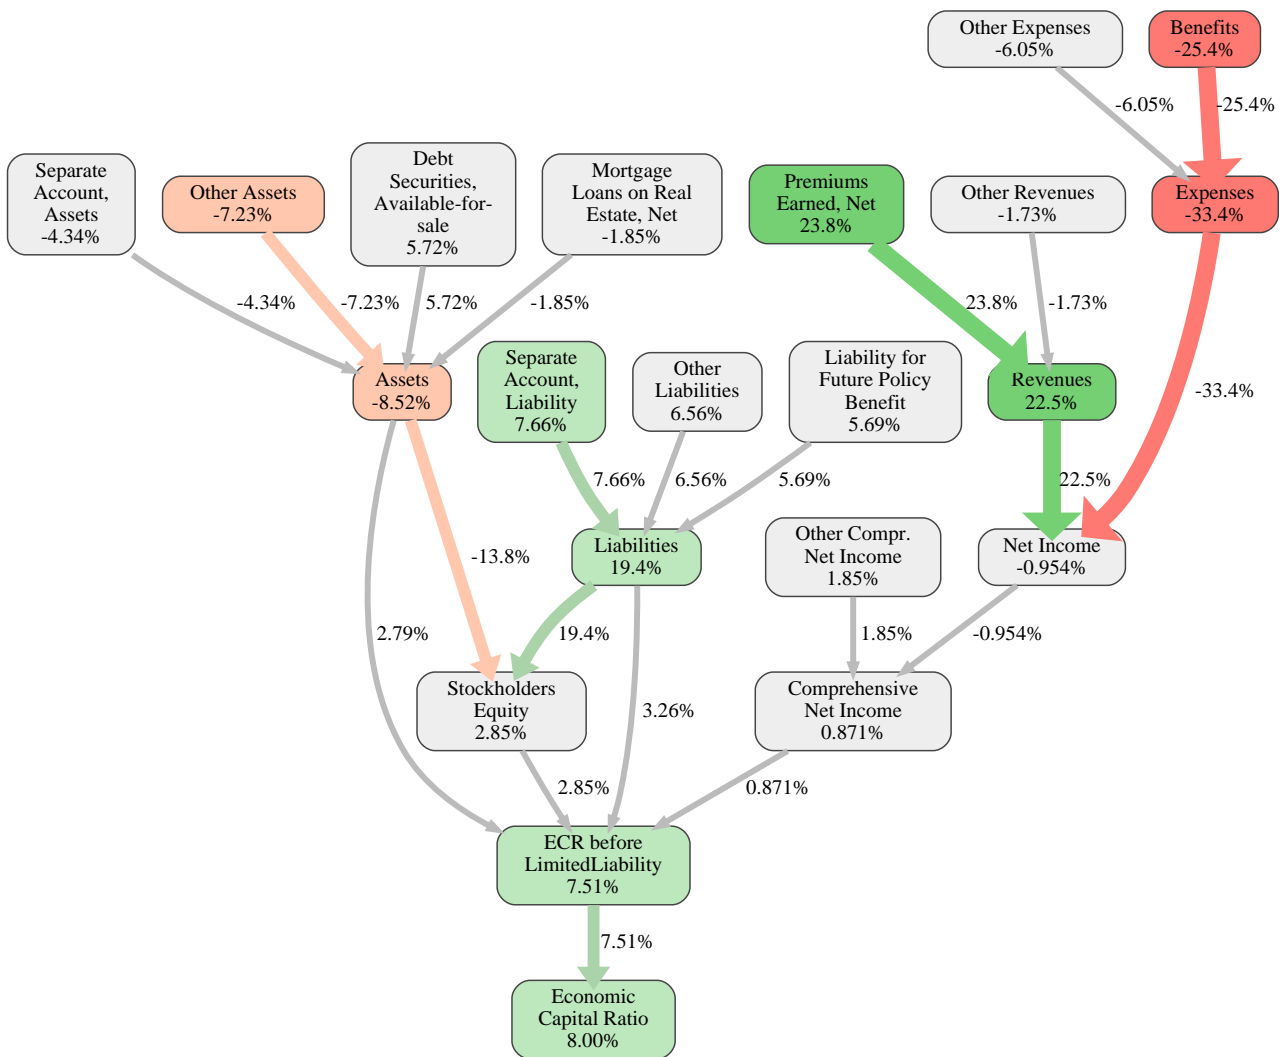 Other Expenses
-6.05%
Benefits
-25.4%
-6.05%
-25.4%
Separate
Account,
Assets
-4.34%
Other Assets
-7.23%
Debt
Securities,
Available-for-
sale
5.72%
Mortgage
Loans on Real
Estate, Net
-1.85%
Premiums
Earned, Net
23.8%
Other Revenues
-1.73%
Expenses
-33.4%
-4.34%
-7.23%
5.72%
-1.85%
23.8%
-1.73%
-33.4%
Assets
-8.52%
Separate
Account,
Liability
7.66%
Other
Liabilities
6.56%
Liability for
Future Policy
Benefit
5.69%
Revenues
22.5%
7.66%
6.56%
5.69%
22.5%
-13.8%
Liabilities
19.4%
Other Compr.
Net Income
1.85%
Net Income
-0.954%
2.79%
19.4%
1.85%
-0.954%
Stockholders
Equity
2.85%
3.26%
Comprehensive
Net Income
0.871%
2.85%
0.871%
ECR before
LimitedLiability
7.51%
7.51%
Economic
Capital Ratio
8.00%